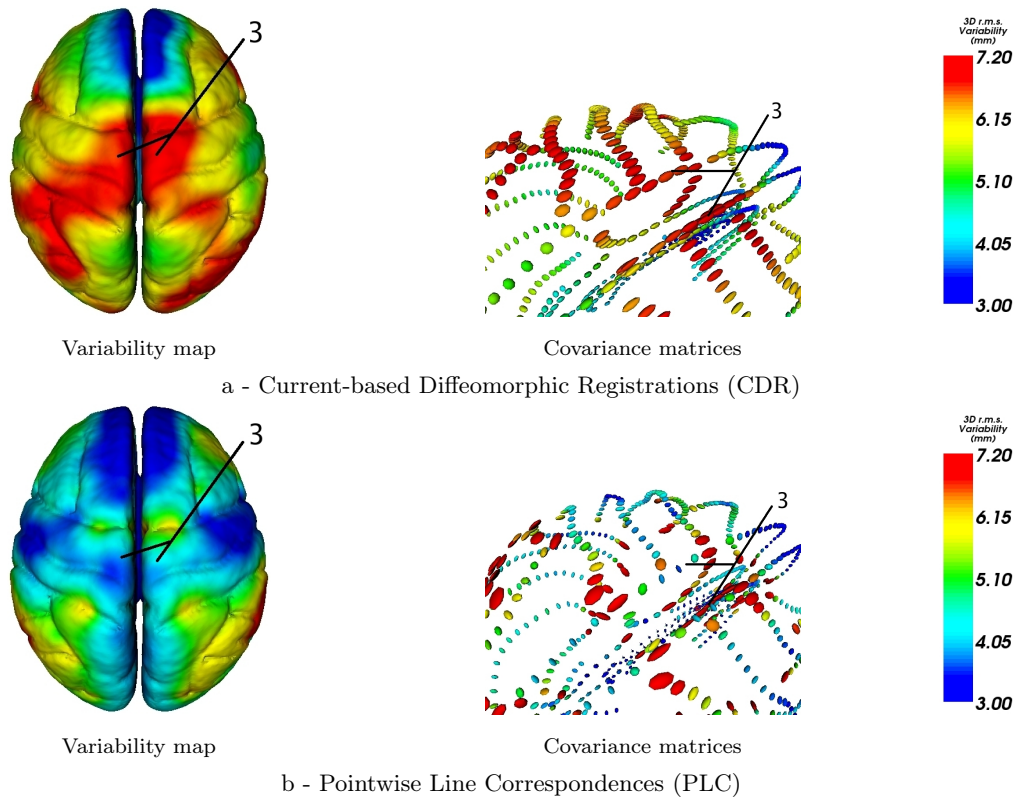 3
3
3D r.m.s.
Variability
(mm)
7.20
6.15
5.10
4.05
3.00
Variability map
Covariance matrices
a - Current-based Diffeomorphic Registrations (CDR)
3
3
3D r.m.s.
Variability
(mm)
7.20
6.15
5.10
4.05
3.00
Variability map
Covariance matrices
b - Pointwise Line Correspondences (PLC)